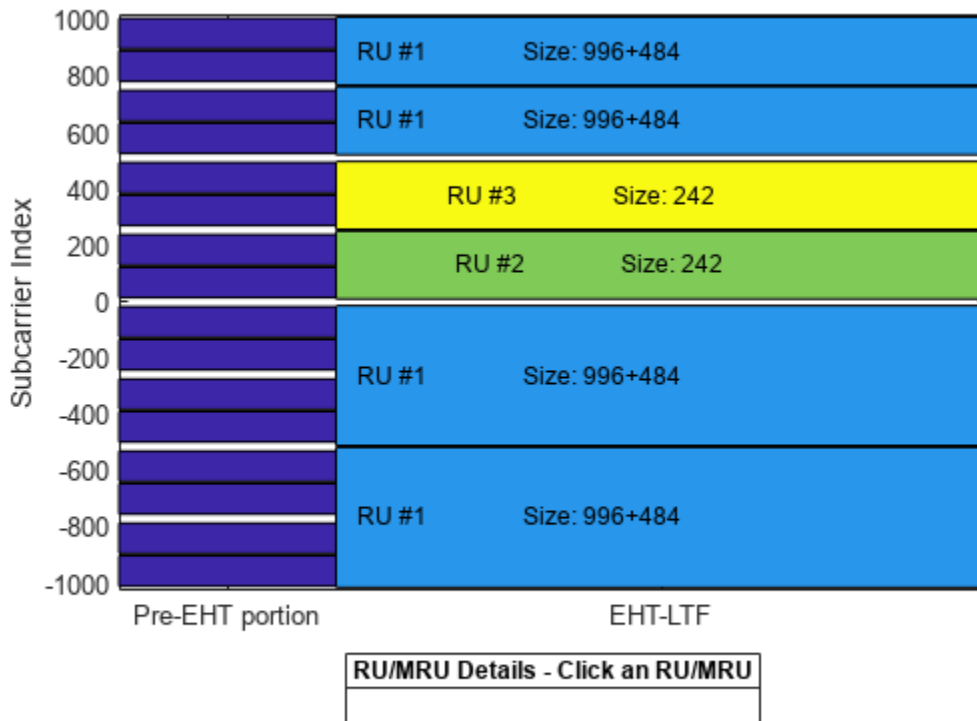 1000
800
600
400
200
0
-200
-400
-600
-800
-1000
Subcarrier Index
RU #1 Size: 996+484
RU #1 Size: 996+484
RU #3 Size: 242
RU #2 Size: 242
RU #1 Size: 996+484
RU #1 Size: 996+484
Pre-EHT portion EHT-LTF
RU/MRU Details - Click an RU/MRU